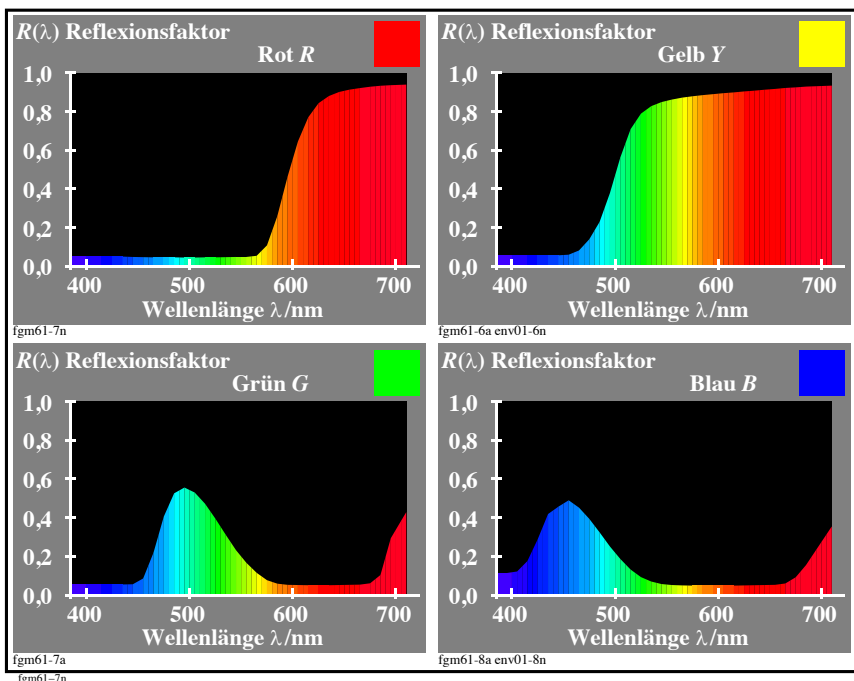 R(λ) Reflexionsfaktor
Rot R
1,0
0,8
0,6
0,4
0,2
0,0
400 500 600 700
Wellenlänge λ/nm
fgm61-7n
R(λ) Reflexionsfaktor
Gelb Y
1,0
0,8
0,6
0,4
0,2
0,0
400 500 600 700
Wellenlänge λ/nm
fgm61-6a env01-6n
R(λ) Reflexionsfaktor
Grün G
1,0
0,8
0,6
0,4
0,2
0,0
400 500 600 700
Wellenlänge λ/nm
fgm61-7a
R(λ) Reflexionsfaktor
Blau B
1,0
0,8
0,6
0,4
0,2
0,0
400 500 600 700
Wellenlänge λ/nm
fgm61-8a env01-8n
fgm61-7n